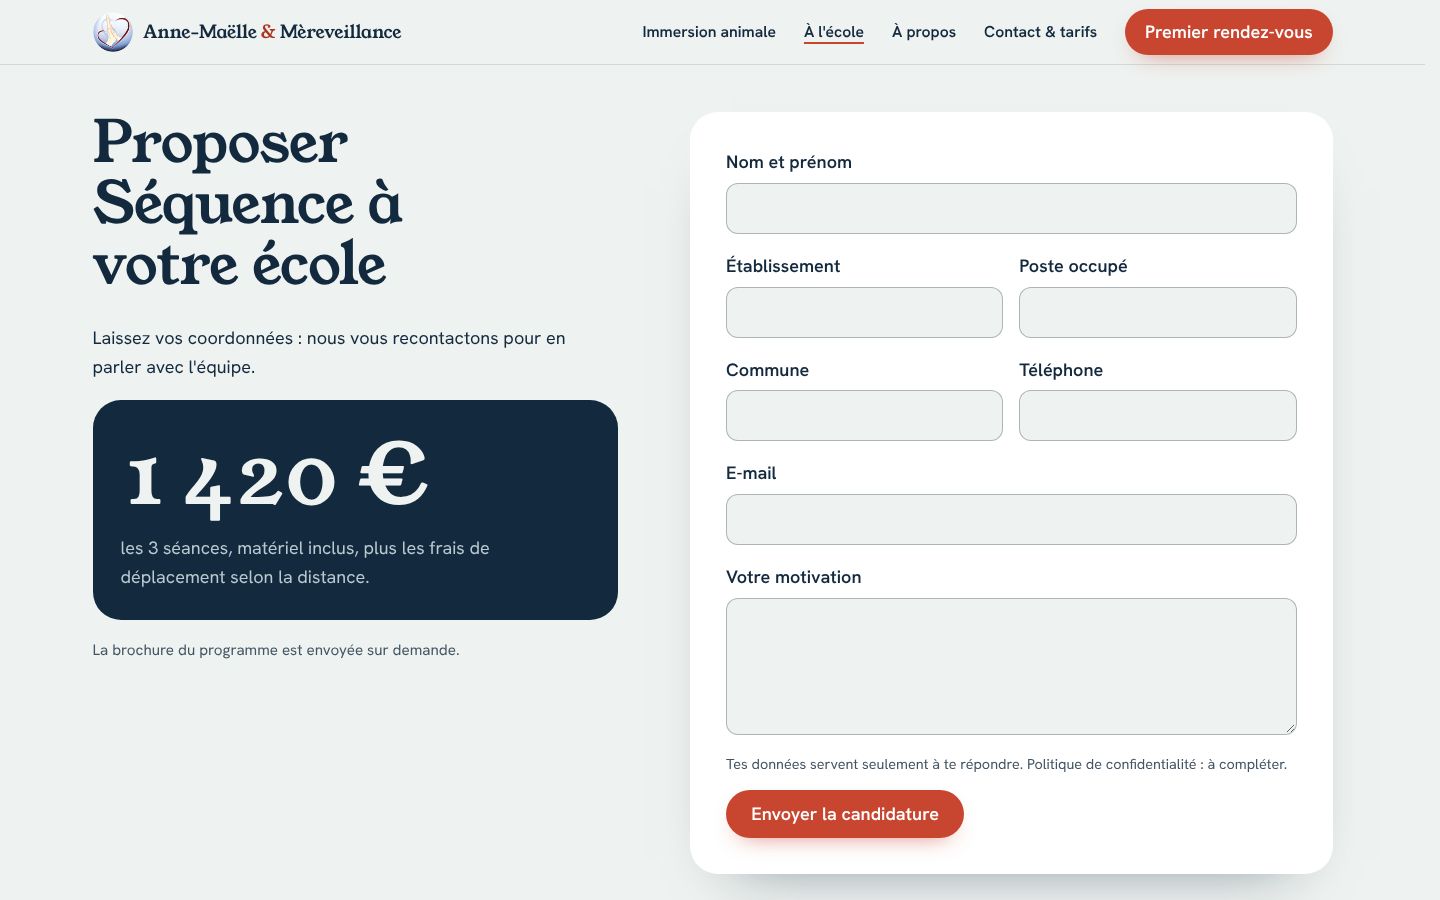 Anne-Maëlle & Mèreveillance
Immersion animale
À l'école
À propos
Contact & tarifs
Premier rendez-vous
Proposer
Séquence à
votre école
Laissez vos coordonnées : nous vous recontactons pour en
parler avec l'équipe.
1 420 €
les 3 séances, matériel inclus, plus les frais de
déplacement selon la distance.
La brochure du programme est envoyée sur demande.
Nom et prénom
Établissement
Poste occupé
Commune
Téléphone
E-mail
Votre motivation
Tes données servent seulement à te répondre. Politique de confidentialité : à compléter.
Envoyer la candidature